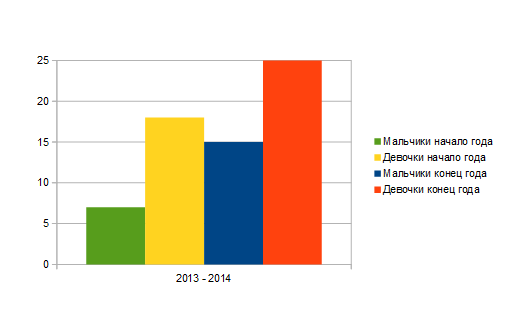 25
20
15
10
5
0
2013 - 2014
Мальчики начало года
Девочки начало года
Мальчики конец года
Девочки конец года